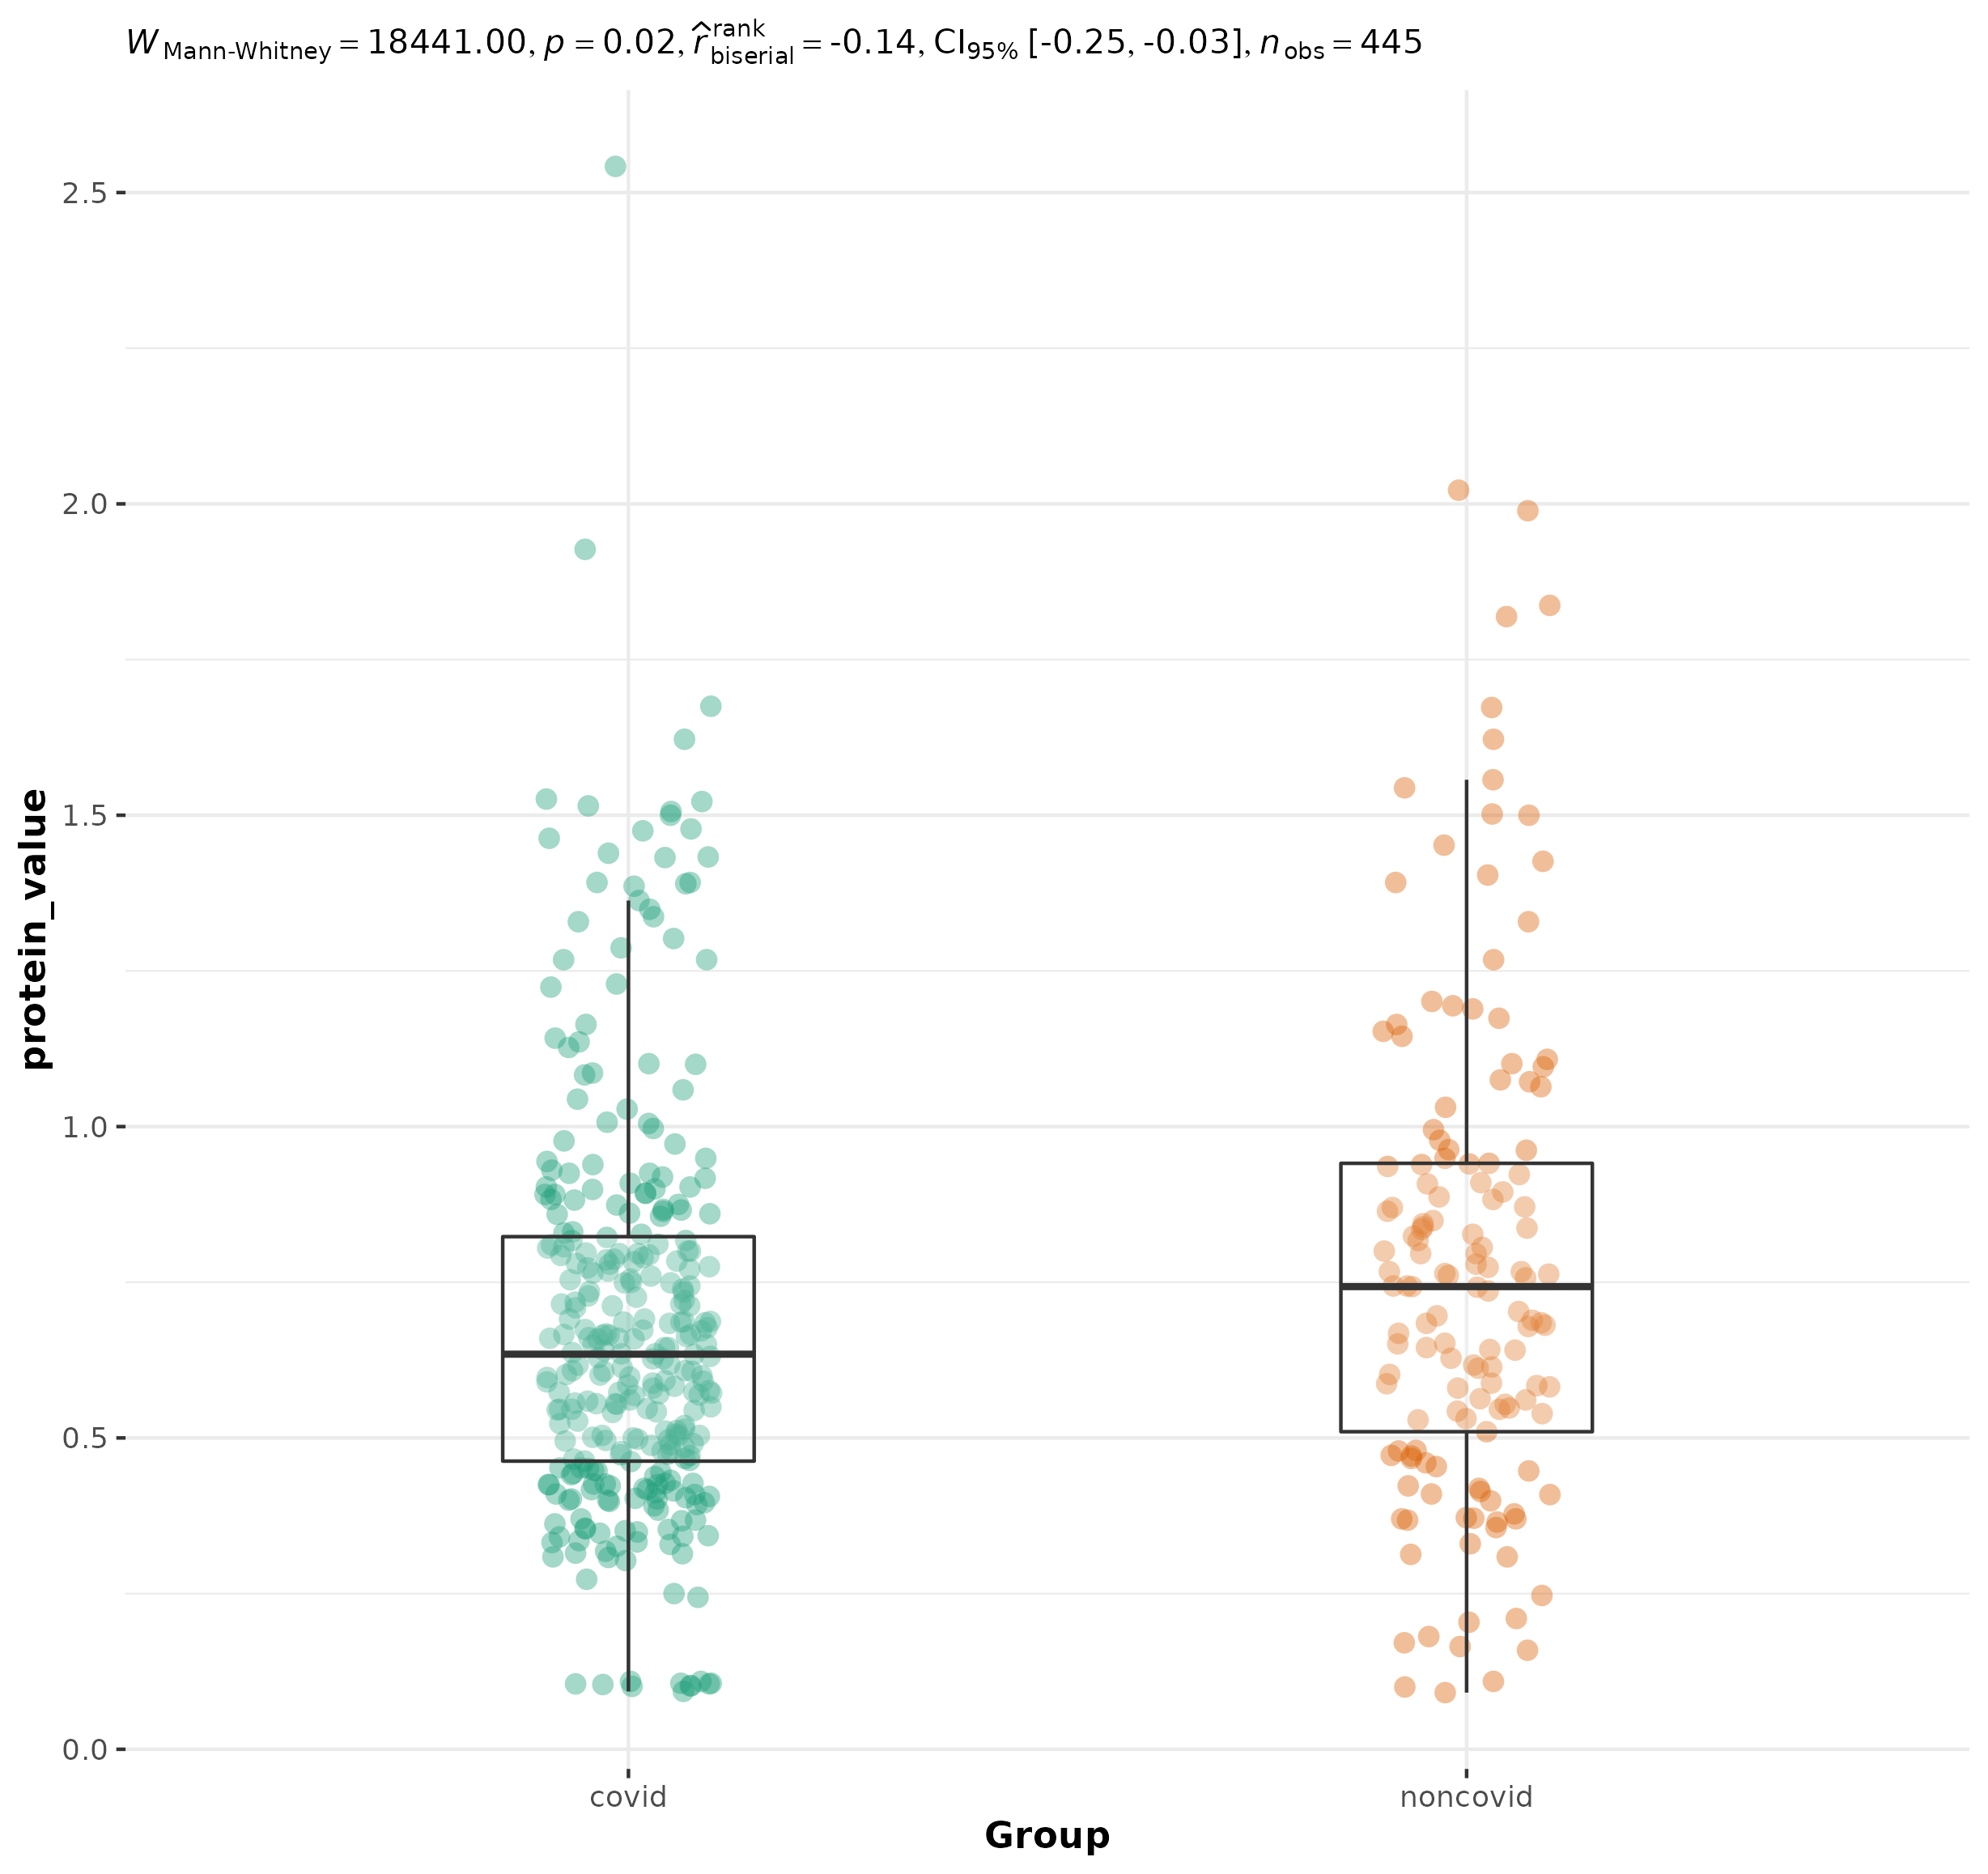 W Mann-Whitney = 18441.00, p = 0.02, r̂ rank biserial = -0.14, CI95% [-0.25, -0.03], n obs = 445
2.5
2.0
1.5
1.0
0.5
0.0
protein_value
covid noncovid
Group